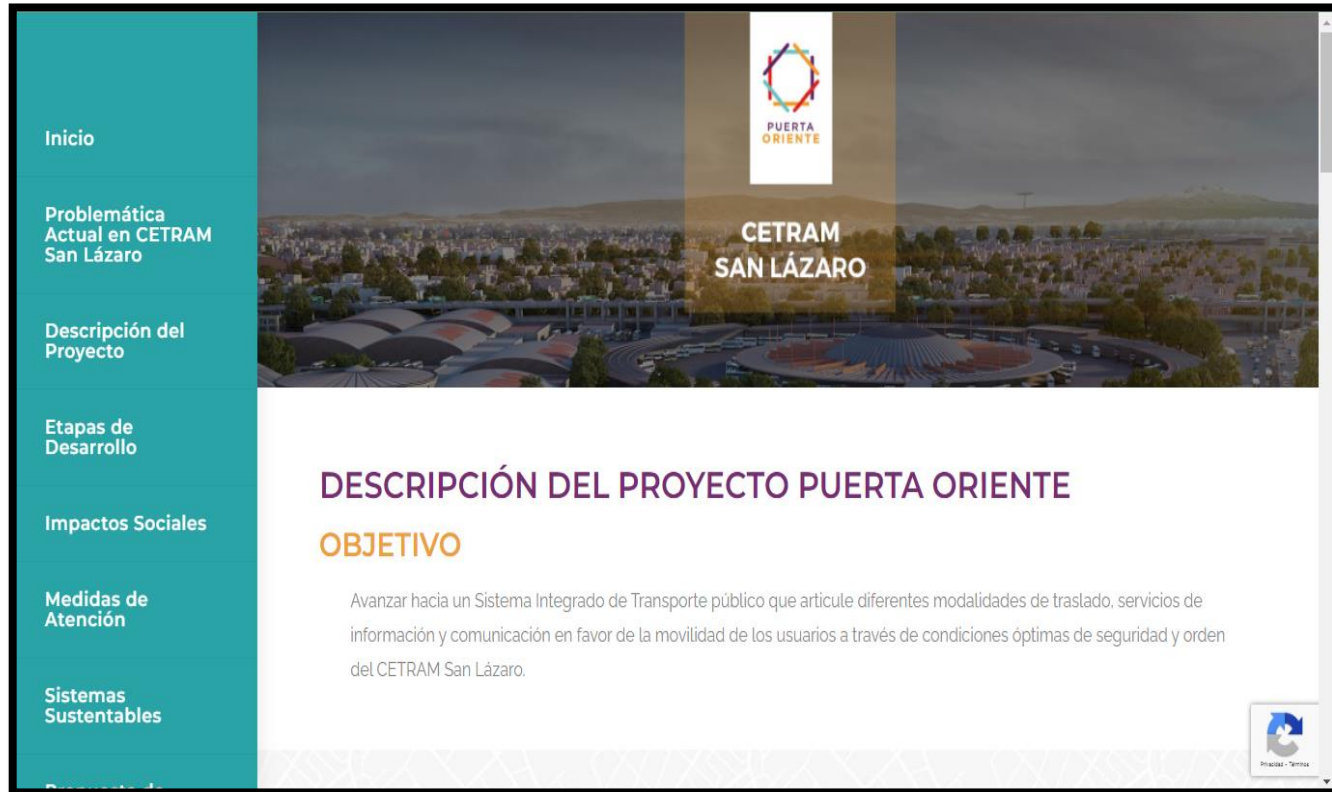 Inicio
Problemática
Actual en CETRAM
San Lázaro
Descripción del
Proyecto
Etapas de
Desarrollo
Impactos Sociales
Medidas de
Atención
Sistemas
Sustentables
PUERTA
ORIENTE
CETRAM
SAN LÁZARO
DESCRIPCIÓN DEL PROYECTO PUERTA ORIENTE
OBJETIVO
Avanzar hacia un Sistema Integrado de Transporte público que articule diferentes modalidades de traslado, servicios de
información y comunicación en favor de la movilidad de los usuarios a través de condiciones óptimas de seguridad y orden
del CETRAM San Lázaro.
Privacidad - Términos